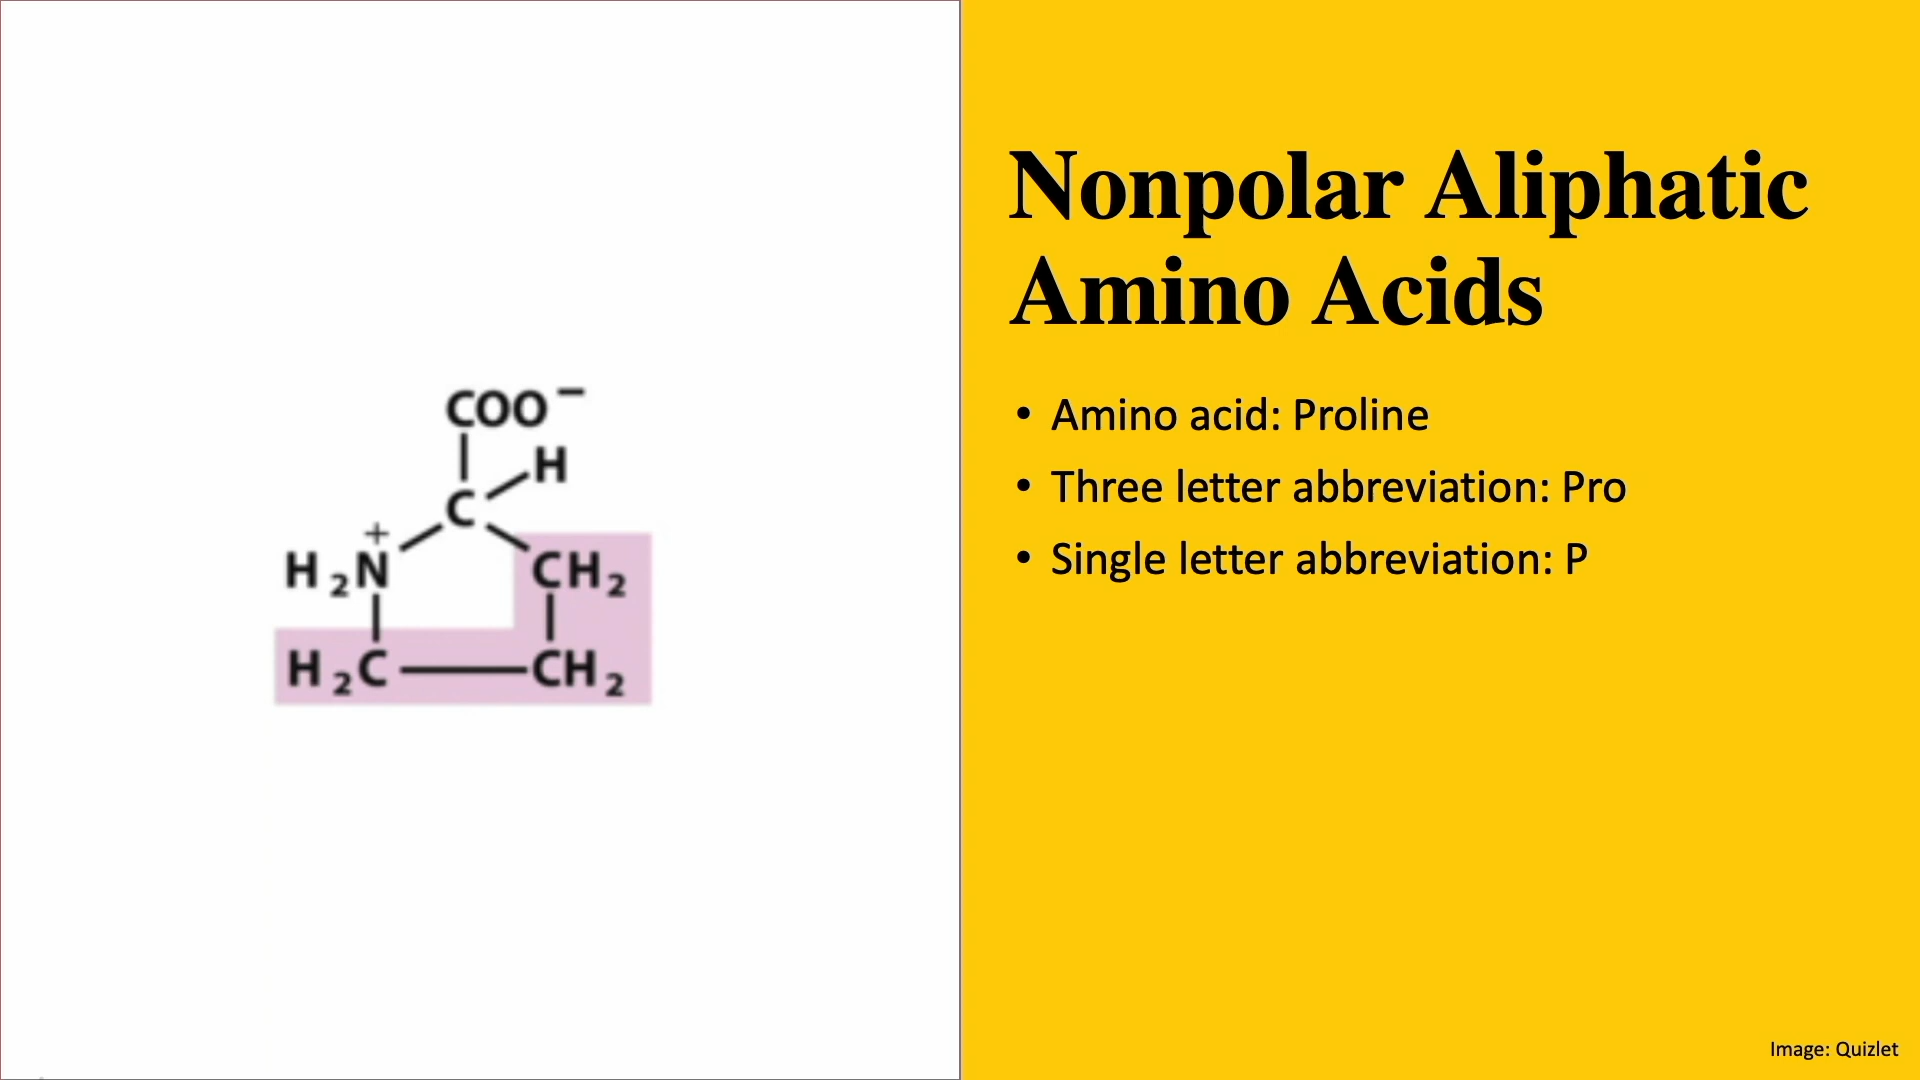 COO⁻
H
C
+
H₂N
CH₂
H₂C
CH₂
Nonpolar Aliphatic
Amino Acids
• Amino acid: Proline
• Three letter abbreviation: Pro
• Single letter abbreviation: P
Image: Quizlet